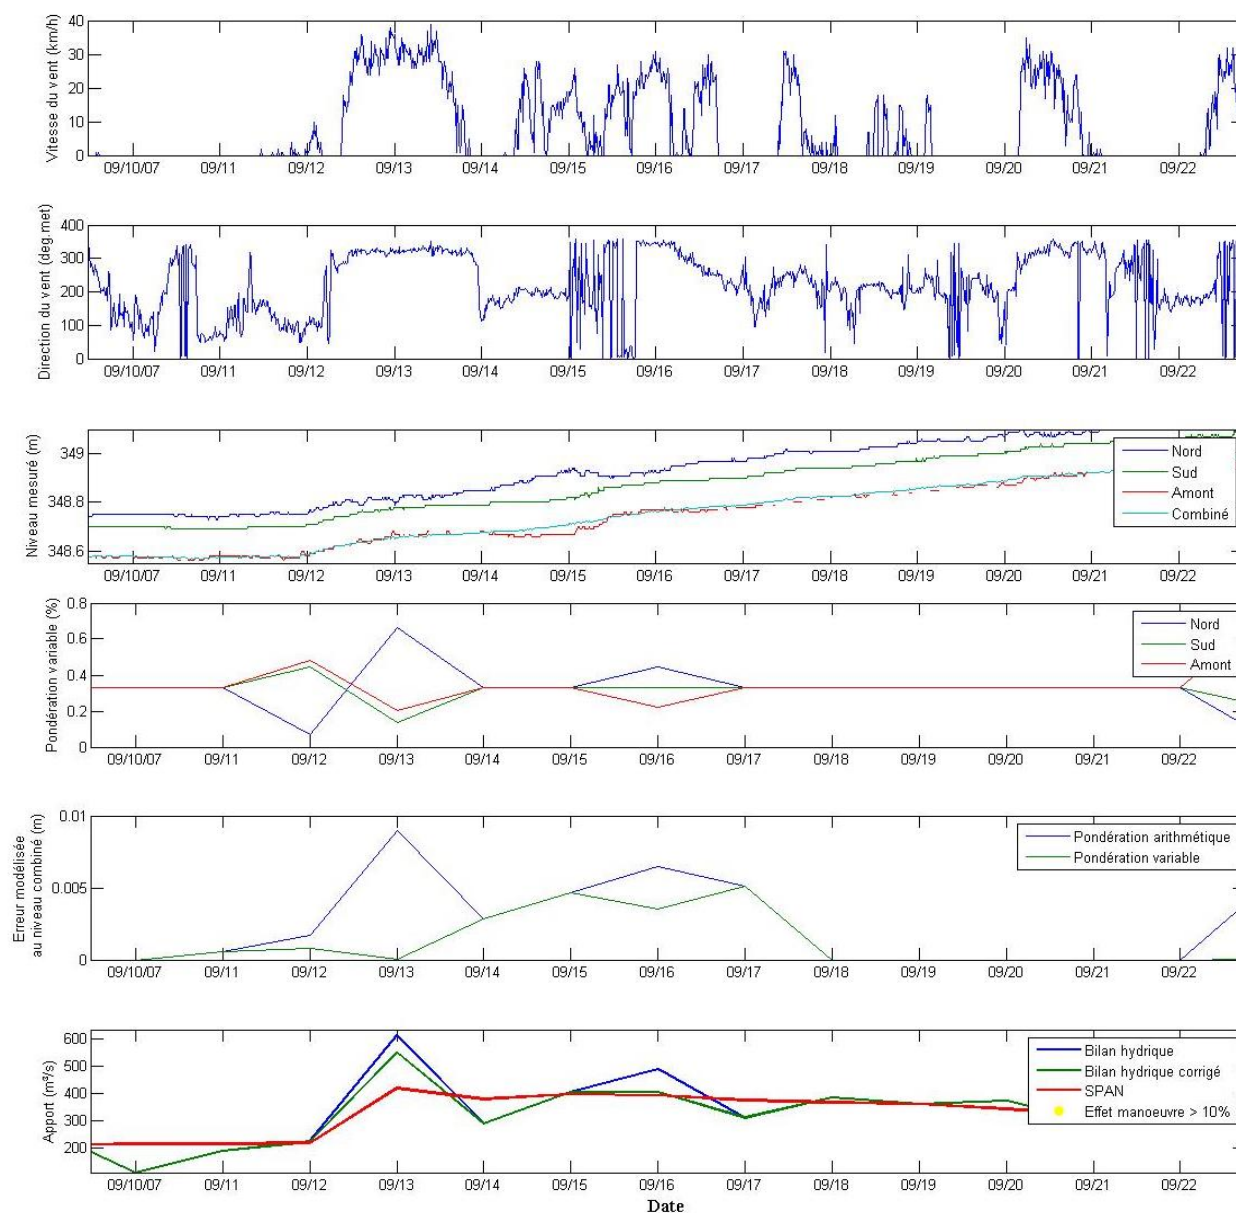 40
30
20
10
0
Vitesse du vent (km/h)
09/10/07 09/11 09/12 09/13 09/14 09/15 09/16 09/17 09/18 09/19 09/20 09/21 09/22
400
300
200
100
0
Direction du vent (deg.met)
09/10/07 09/11 09/12 09/13 09/14 09/15 09/16 09/17 09/18 09/19 09/20 09/21 09/22
349
348.8
348.6
Niveau mesuré (m)
Nord
Sud
Amont
Combiné
09/10/07 09/11 09/12 09/13 09/14 09/15 09/16 09/17 09/18 09/19 09/20 09/21 09/22
0.8
0.6
0.4
0.2
0
Pondération variable (%)
Nord
Sud
Amont
09/10/07 09/11 09/12 09/13 09/14 09/15 09/16 09/17 09/18 09/19 09/20 09/21 09/22
0.01
0.005
0
Erreur modélisée
au niveau combiné (m)
Pondération arithmétique
Pondération variable
09/10/07 09/11 09/12 09/13 09/14 09/15 09/16 09/17 09/18 09/19 09/20 09/21 09/22
600
500
400
300
200
Apport (m³/s)
Bilan hydrique
Bilan hydrique corrigé
SPAN
Effet manoeuvre > 10%
09/10/07 09/11 09/12 09/13 09/14 09/15 09/16 09/17 09/18 09/19 09/20 09/21 09/22
Date